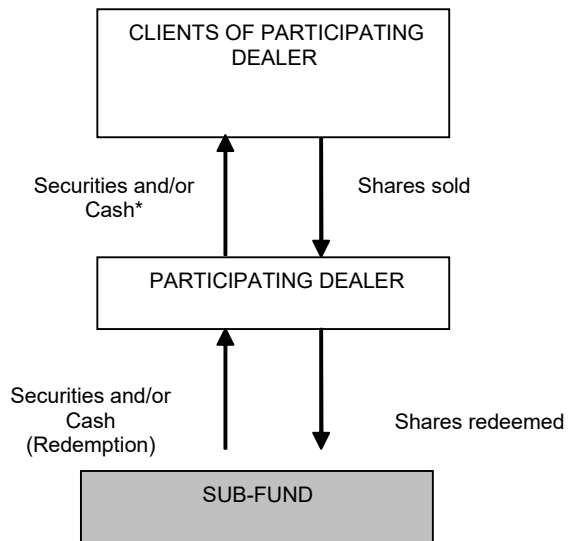 CLIENTS OF PARTICIPATING
DEALER
Securities and/or
Cash*
Shares sold
PARTICIPATING DEALER
Securities and/or
Cash
(Redemption)
Shares redeemed
SUB-FUND